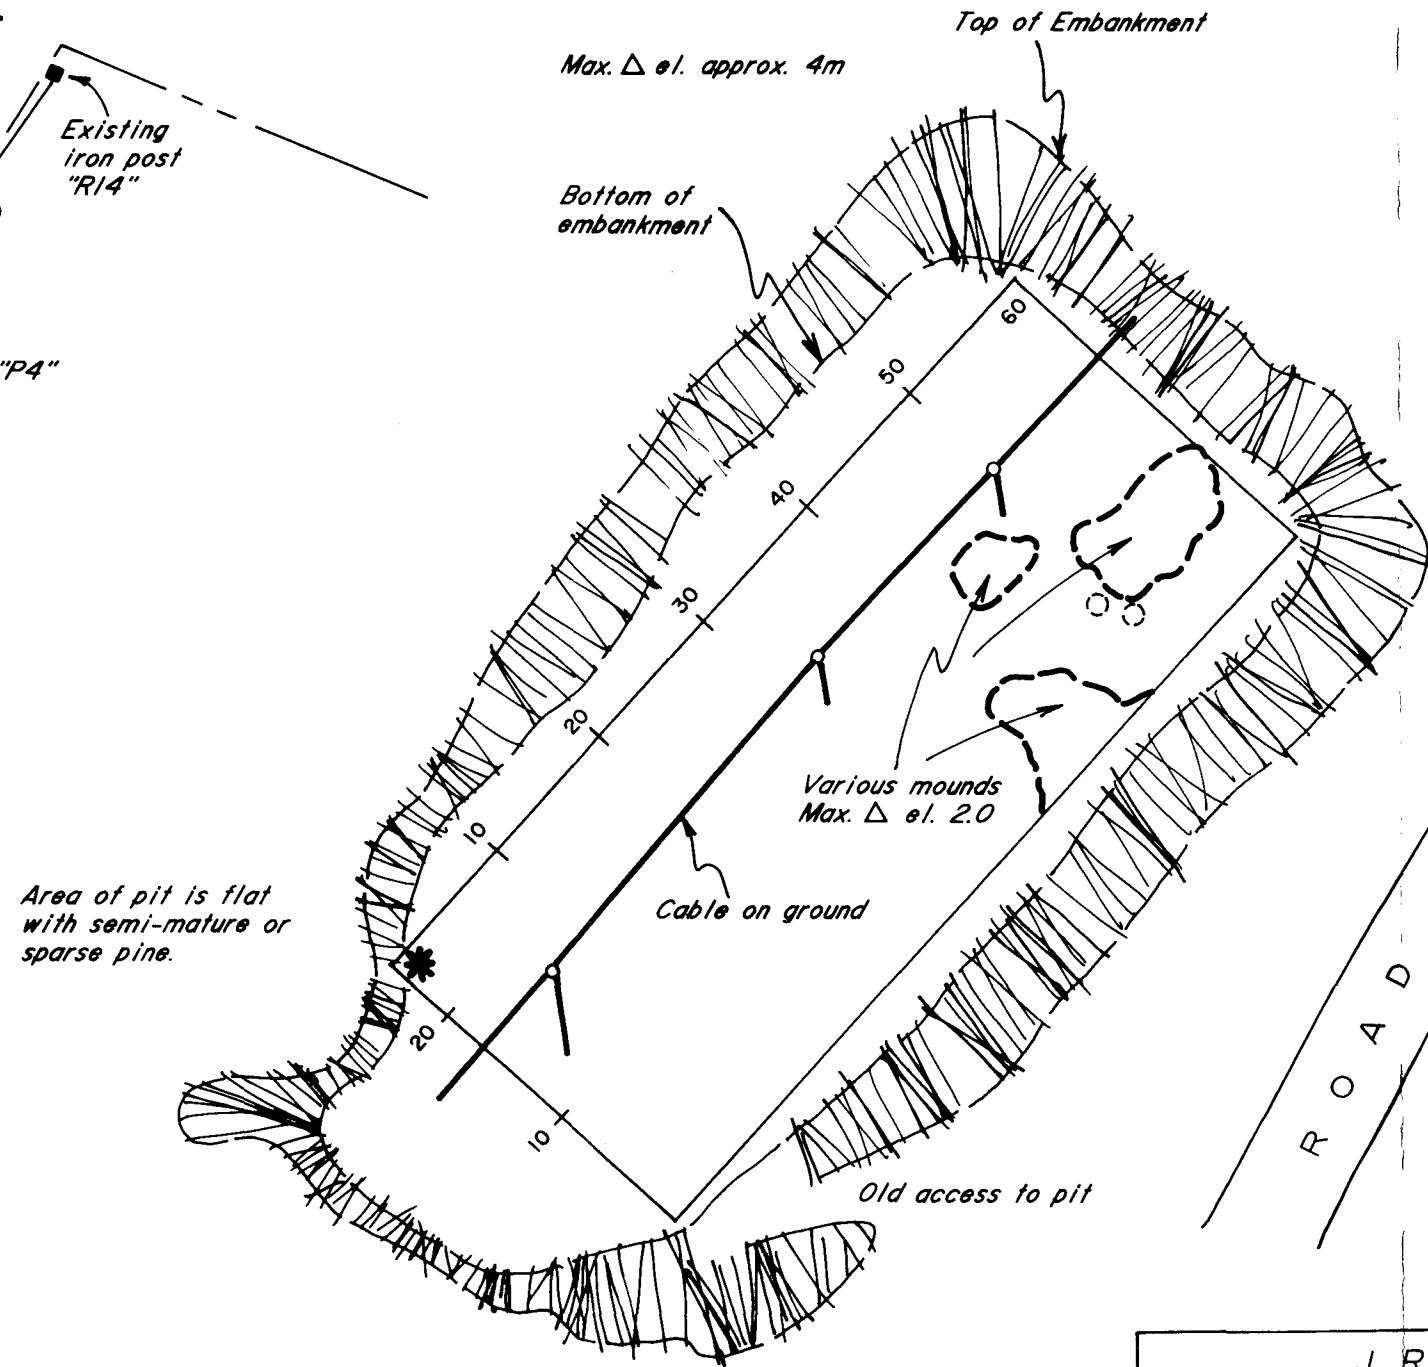 Top of Embankment
Max. Δ el. approx. 4m
Existing
iron post
"R14"
Bottom of
embankment
"P4"
60
50
40
30
20
10
Various mounds
Max. Δ el. 2.0
Cable on ground
Area of pit is flat
with semi-mature or
sparse pine.
20
10
Old access to pit
ROAD